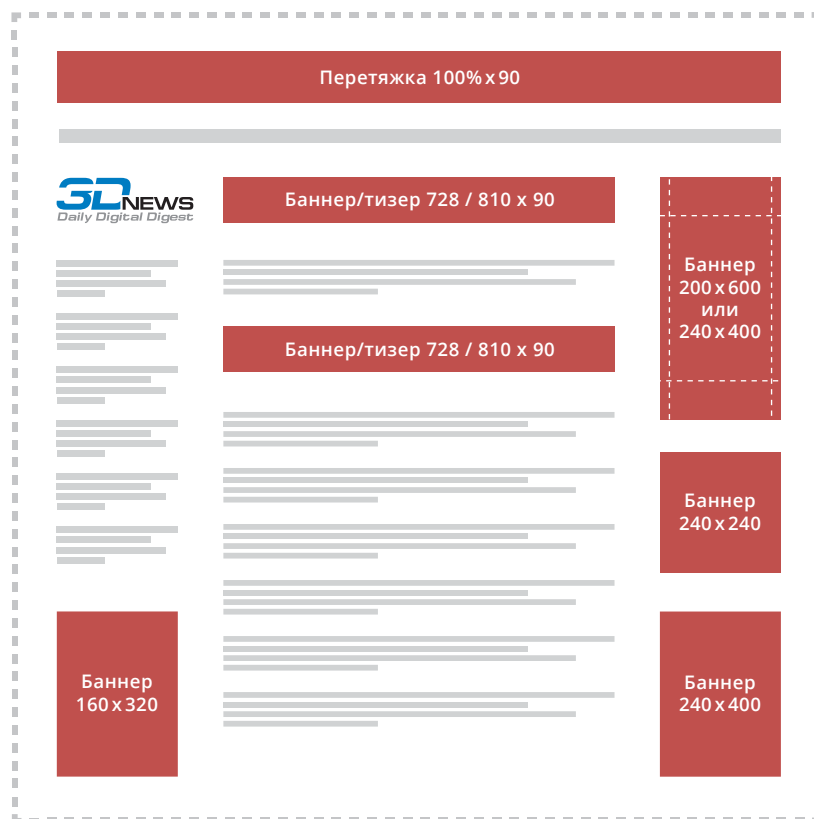 Перетяжка 100% x 90
3DNEWS
Daily Digital Digest
Баннер/тизер 728 / 810 x 90
Баннер/тизер 728 / 810 x 90
Баннер
200 x 600
или
240 x 400
Баннер
240 x 240
Баннер
160 x 320
Баннер
240 x 400